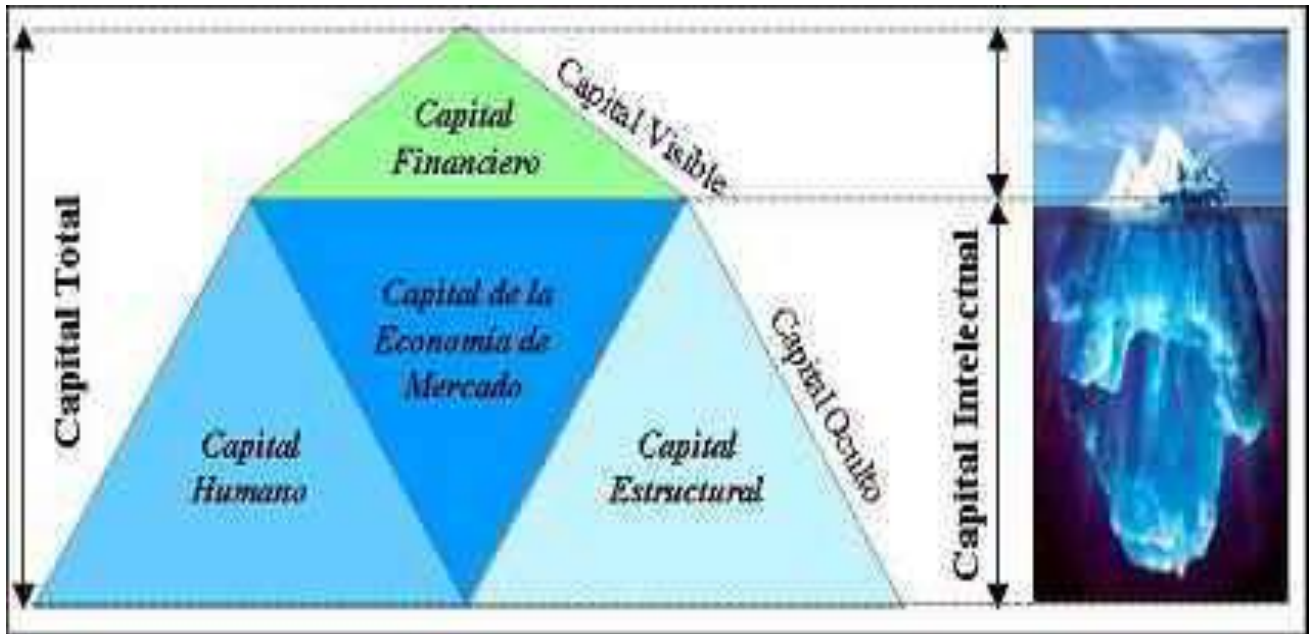 Capital Total
Capital
Financiero
Capital Visible
Capital de la
Economía de
Mercado
Capital
Humano
Capital
Estructural
Capital Oculto
Capital Intelectual